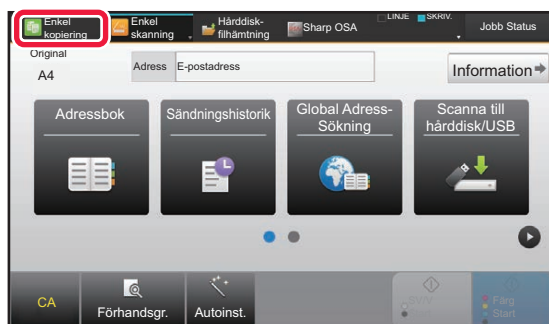 Enkel
kopiering
Enkel
skanning
Hårddisk-
filhämtning
Sharp OSA
LINJE
SKRIV.
Jobb Status
Original
A4
Adress
E-postadress
Information
Adressbok
Sändningshistorik
Global Adress-
Sökning
Scanna till
hårddisk/USB
CA
Förhandsgr.
Autoinst.
SV/V
Start
Färg
Start